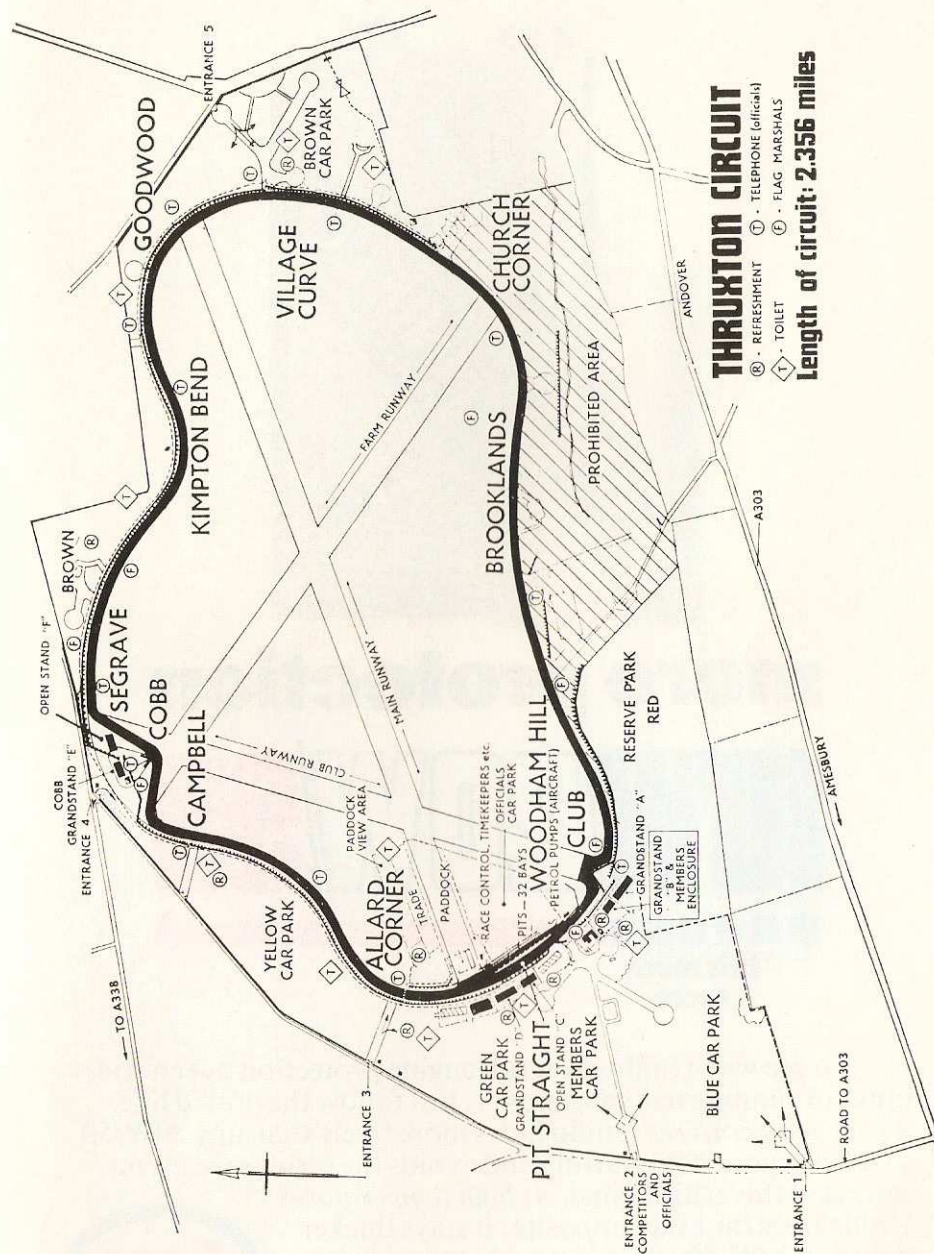 ENTRANCE 5
GOODWOOD
BROWN
CAR PARK
VILLAGE
CURVE
CHURCH
CORNER
KIMPTON BEND
FARM RUNWAY
BROOKLANDS
PROHIBITED AREA
BROWN
SEGRAVE
OPEN STAND "F"
COBB
GRANDSTAND "E"
ENTRANCE 4
COBB
CAMPBELL
CLUB RUNWAY
MAIN RUNWAY
PADDOCK
VIEW AREA
YELLOW
CAR PARK
ALLARD
CORNER
TRADE
PADDOCK
RACE CONTROL, TIMEKEEPERS etc.
OFFICIALS
CAR PARK
PITS — 32 BAYS
PETROL PUMPS (AIRCRAFT)
WOODHAM HILL
CLUB
RESERVE PARK
RED
GRANDSTAND "A"
GRANDSTAND
"B" &
MEMBERS
ENCLOSURE
TO A338
ENTRANCE 3
GREEN
CAR PARK
GRANDSTAND "D"
PIT STRAIGHT
OPEN STAND "C"
MEMBERS
CAR PARK
BLUE CAR PARK
ENTRANCE 2
COMPETITORS
AND
OFFICIALS
ENTRANCE 1
ROAD TO A303
AMESBURY
A303
ANDOVER
THRUXTON CIRCUIT
R - REFRESHMENT T - TELEPHONE (officials)
T - TOILET F - FLAG MARSHALS
Length of circuit: 2.356 miles